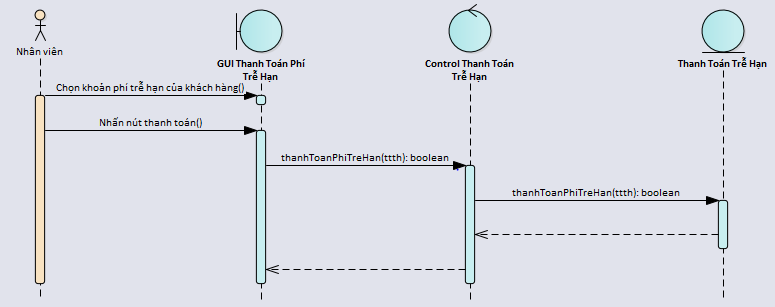 Nhân viên
GUI Thanh Toán Phí
Trễ Hạn
Control Thanh Toán
Trễ Hạn
Thanh Toán Trễ Hạn
Chọn khoản phí trễ hạn của khách hàng()
Nhấn nút thanh toán()
thanhToanPhiTreHan(ttth): boolean
thanhToanPhiTreHan(ttth): boolean